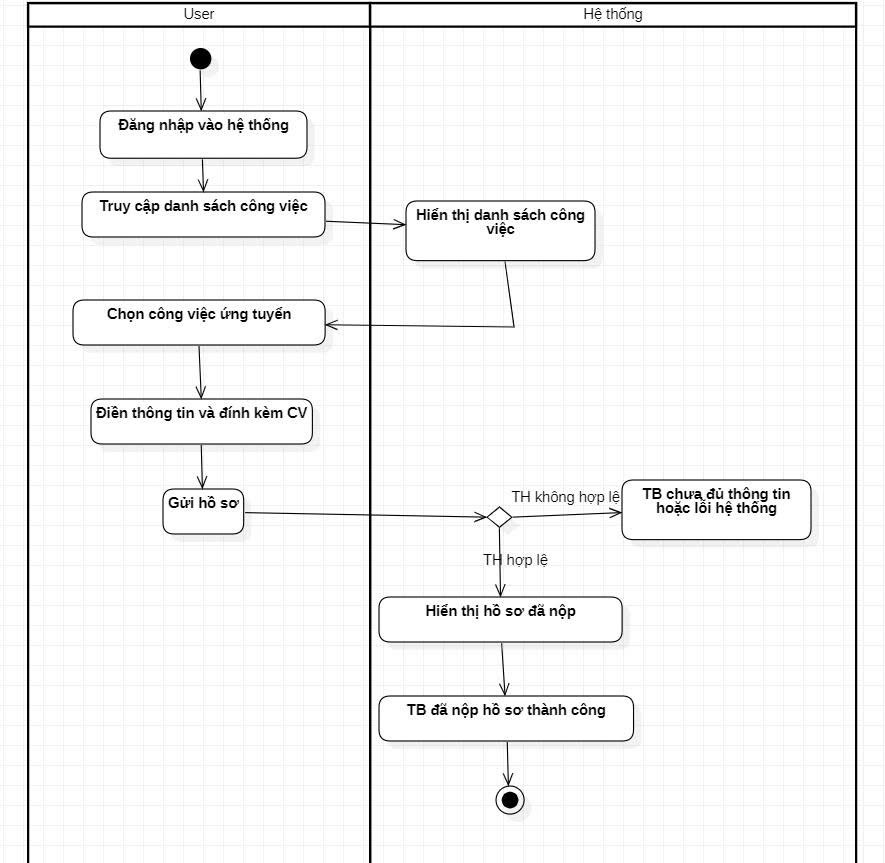 User
Hệ thống
Đăng nhập vào hệ thống
Truy cập danh sách công việc
Hiển thị danh sách công
việc
Chọn công việc ứng tuyển
Điền thông tin và đính kèm CV
Gửi hồ sơ
TH không hợp lệ
TB chưa đủ thông tin
hoặc lỗi hệ thống
TH hợp lệ
Hiển thị hồ sơ đã nộp
TB đã nộp hồ sơ thành công